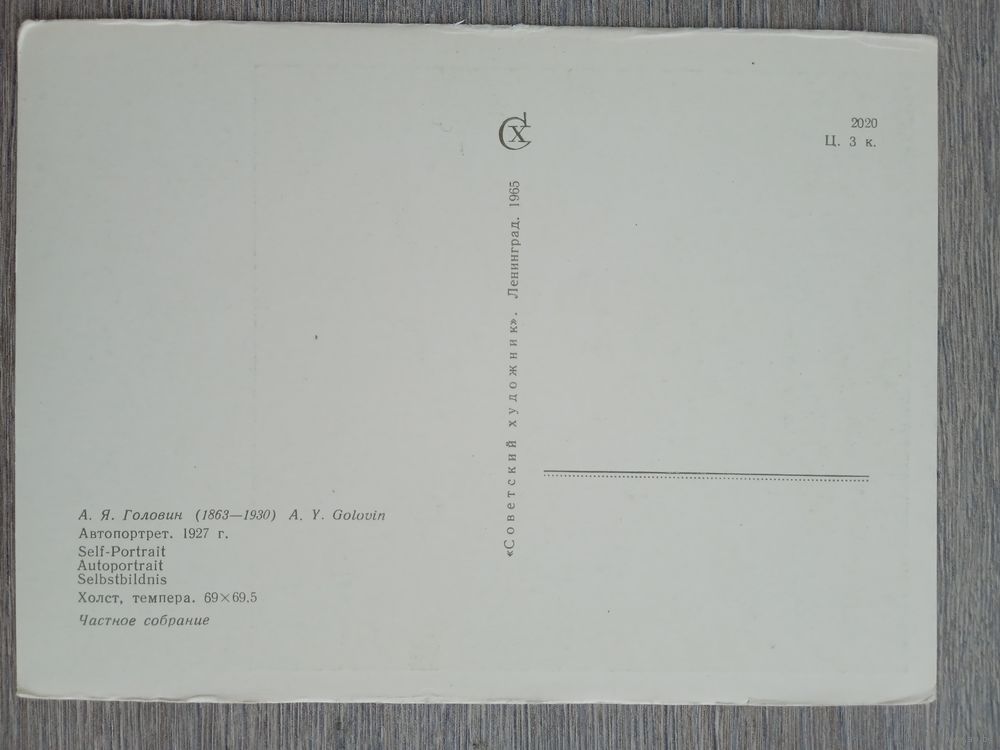 А. Я. Головин (1863—1930) A. Y. Golovin
Автопортрет. 1927 г.
Self-Portrait
Autoportrait
Selbstbildnis
Холст, темпера. 69×69.5
Частное собрание
«Советский художник». Ленинград. 1965
2020
Ц. 3 к.